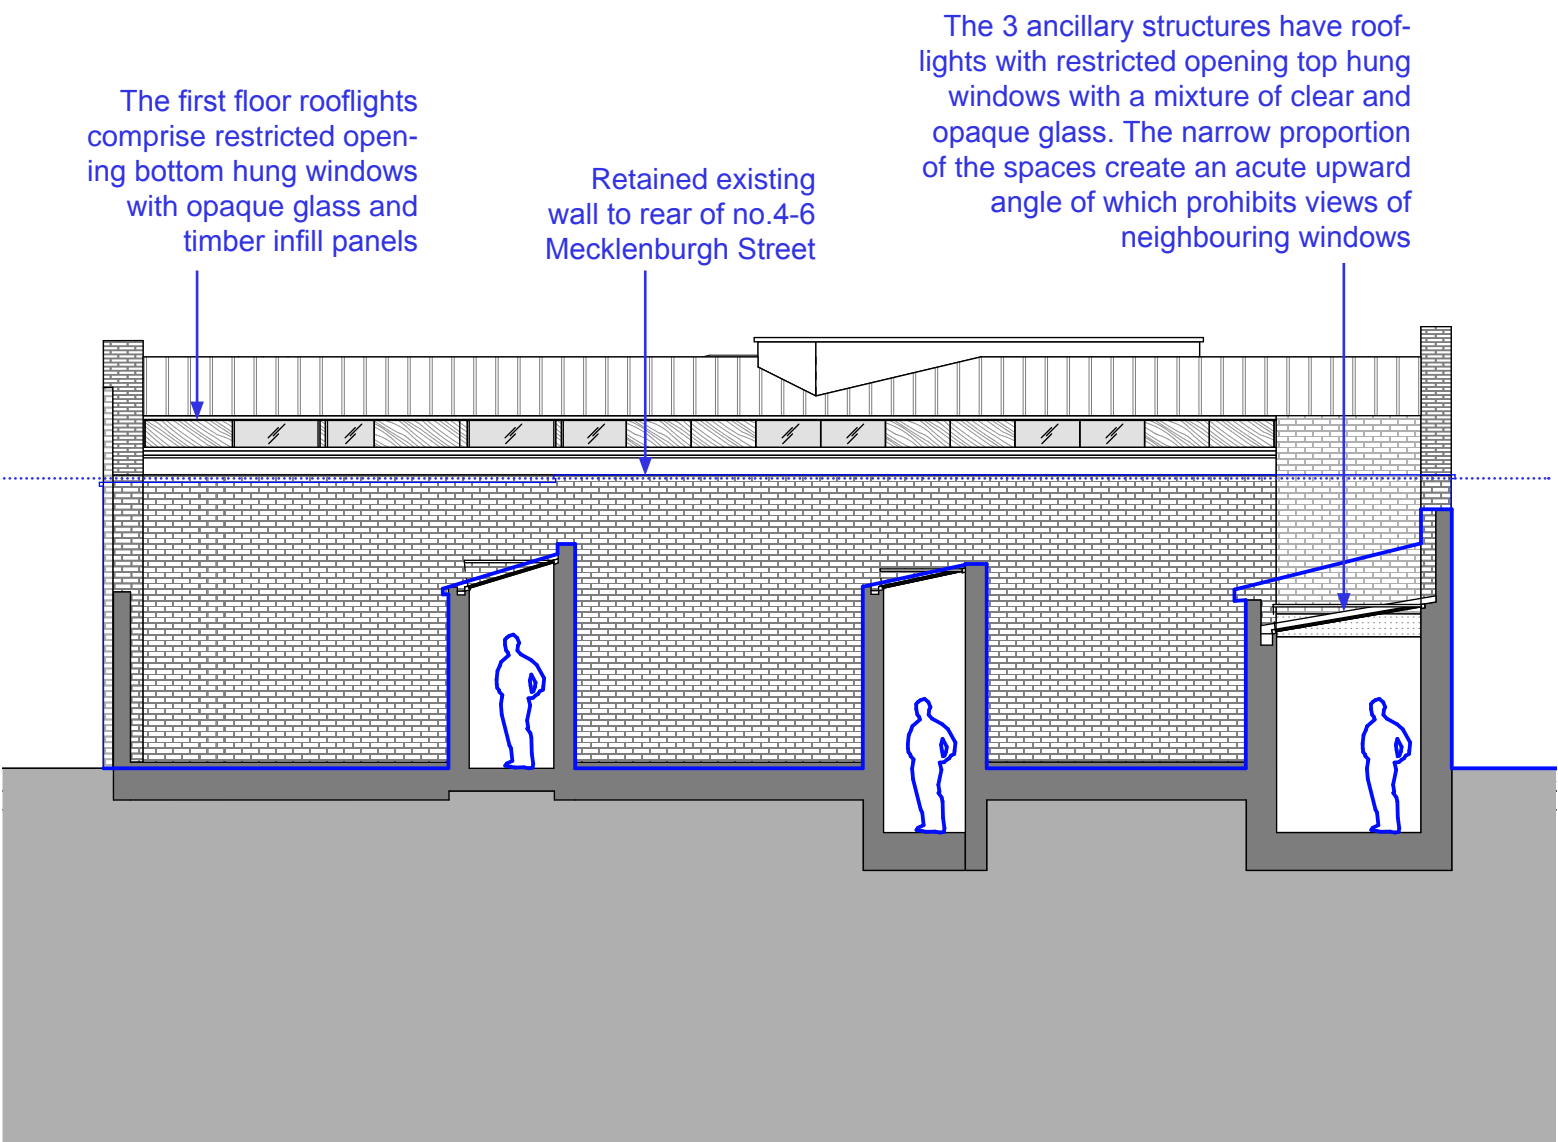 The first floor rooflights
comprise restricted open-
ing bottom hung windows
with opaque glass and
timber infill panels
Retained existing
wall to rear of no.4-6
Mecklenburgh Street
The 3 ancillary structures have roof-
lights with restricted opening top hung
windows with a mixture of clear and
opaque glass. The narrow proportion
of the spaces create an acute upward
angle of which prohibits views of
neighbouring windows